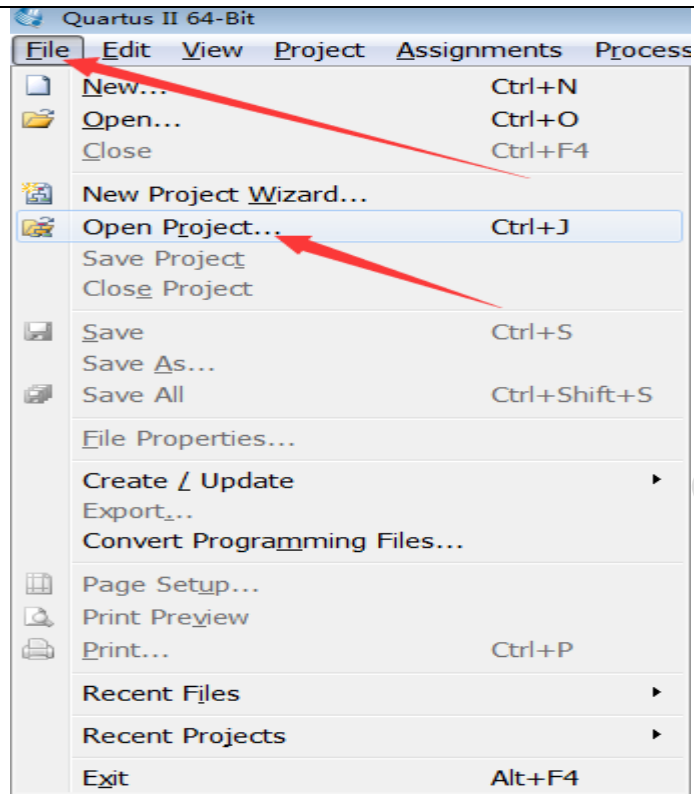 Quartus II 64-Bit
File Edit View Project Assignments Process
New... Ctrl+N
Open... Ctrl+O
Close Ctrl+F4
New Project Wizard...
Open Project... Ctrl+J
Save Project
Close Project
Save Ctrl+S
Save As...
Save All Ctrl+Shift+S
File Properties...
Create / Update
Export...
Convert Programming Files...
Page Setup...
Print Preview
Print... Ctrl+P
Recent Files
Recent Projects
Exit Alt+F4